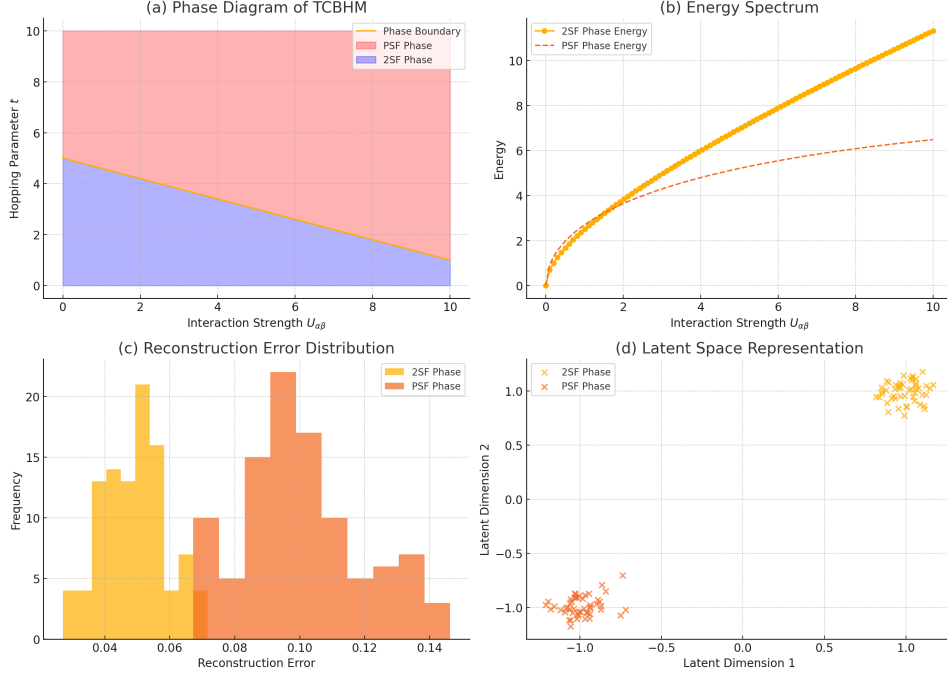 (a) Phase Diagram of TCBHM
10
8
6
4
2
0
Hopping Parameter t
Phase Boundary
PSF Phase
2SF Phase
0
2
4
6
8
10
Interaction Strength Uαβ
(b) Energy Spectrum
10
8
6
4
2
0
Energy
2SF Phase Energy
PSF Phase Energy
0
2
4
6
8
10
Interaction Strength Uαβ
(c) Reconstruction Error Distribution
20
15
10
5
0
Frequency
2SF Phase
PSF Phase
0.04
0.06
0.08
0.10
0.12
0.14
Reconstruction Error
(d) Latent Space Representation
1.0
0.5
0.0
−0.5
−1.0
Latent Dimension 2
2SF Phase
PSF Phase
−1.0
−0.5
0.0
0.5
1.0
Latent Dimension 1